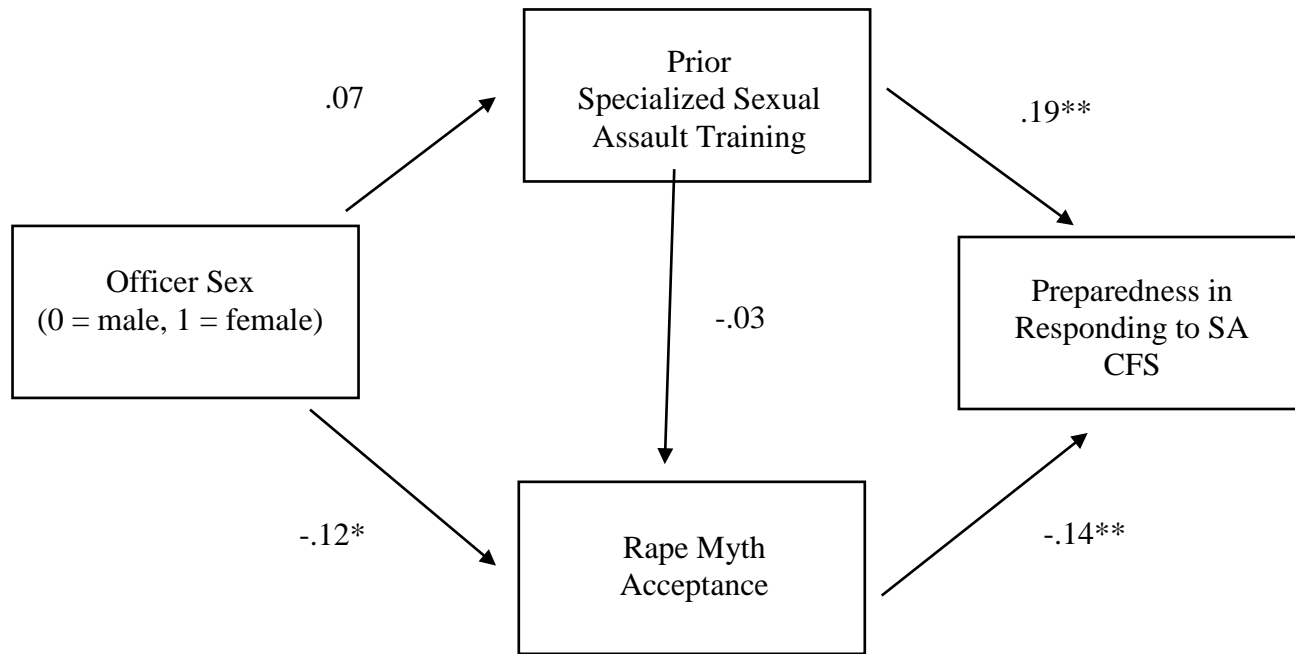 Prior
Specialized Sexual
Assault Training
.07
.19**
Officer Sex
(0 = male, 1 = female)
Preparedness in
Responding to SA
CFS
-.03
-.12*
Rape Myth
Acceptance
-.14**